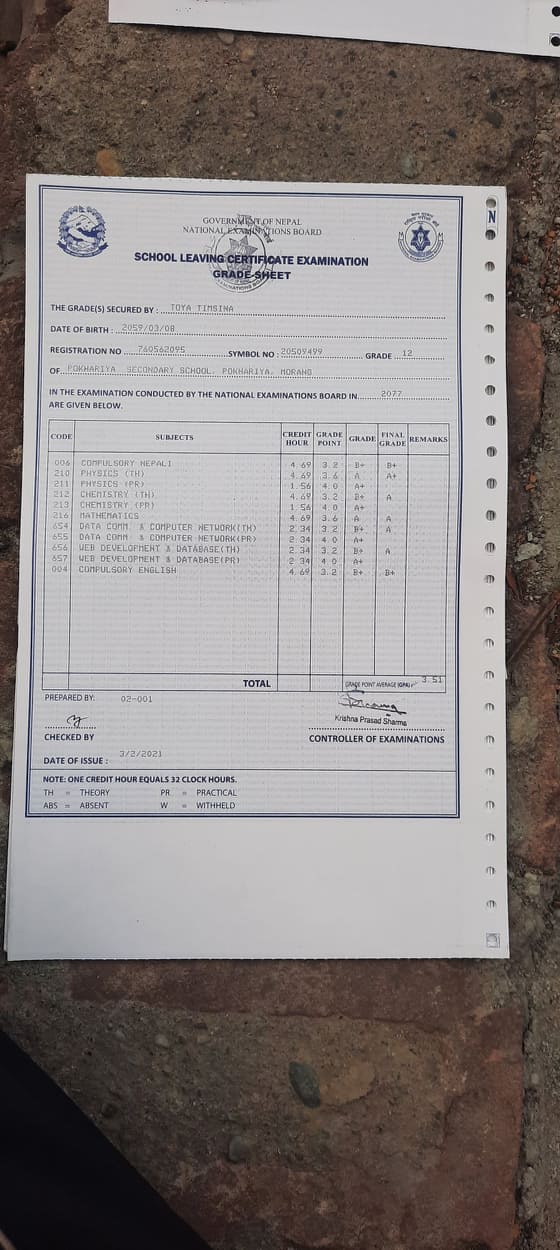 GOVERNMENT OF NEPAL
NATIONAL EXAMINATIONS BOARD
SCHOOL LEAVING CERTIFICATE EXAMINATION
GRADE-SHEET
THE GRADE(S) SECURED BY : TOYA TIMSINA
DATE OF BIRTH : 2059/03/08
REGISTRATION NO 760562095 SYMBOL NO : 20509499 GRADE 12
OF POKHARIYA SECONDARY SCHOOL, POKHARIYA, MORANG
IN THE EXAMINATION CONDUCTED BY THE NATIONAL EXAMINATIONS BOARD IN 2077
ARE GIVEN BELOW.
CODE SUBJECTS CREDIT HOUR GRADE POINT GRADE FINAL GRADE REMARKS
006 COMPULSORY NEPALI 4.69 3.2 B+ B+
210 PHYSICS (TH) 4.69 3.6 A A+
211 PHYSICS (PR) 1.56 4.0 A+
212 CHEMISTRY (TH) 4.69 3.2 B+ A
213 CHEMISTRY (PR) 1.56 4.0 A+
216 MATHEMATICS 4.69 3.6 A A
654 DATA COMM. & COMPUTER NETWORK(TH) 2.34 3.2 B+ A
655 DATA COMM. & COMPUTER NETWORK(PR) 2.34 4.0 A+
656 WEB DEVELOPMENT & DATABASE(TH) 2.34 3.2 B+ A
657 WEB DEVELOPMENT & DATABASE(PR) 2.34 4.0 A+
004 COMPULSORY ENGLISH 4.69 3.2 B+ B+
TOTAL GRADE POINT AVERAGE (GPA) 3.51
PREPARED BY: 02-001
Krishna Prasad Sharma
CHECKED BY CONTROLLER OF EXAMINATIONS
DATE OF ISSUE : 3/2/2021
NOTE: ONE CREDIT HOUR EQUALS 32 CLOCK HOURS.
TH = THEORY PR = PRACTICAL
ABS = ABSENT W = WITHHELD
N